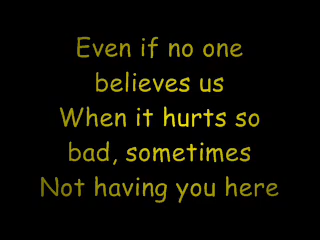 Even if no one
believes us
When it hurts so
bad, sometimes
Not having you here